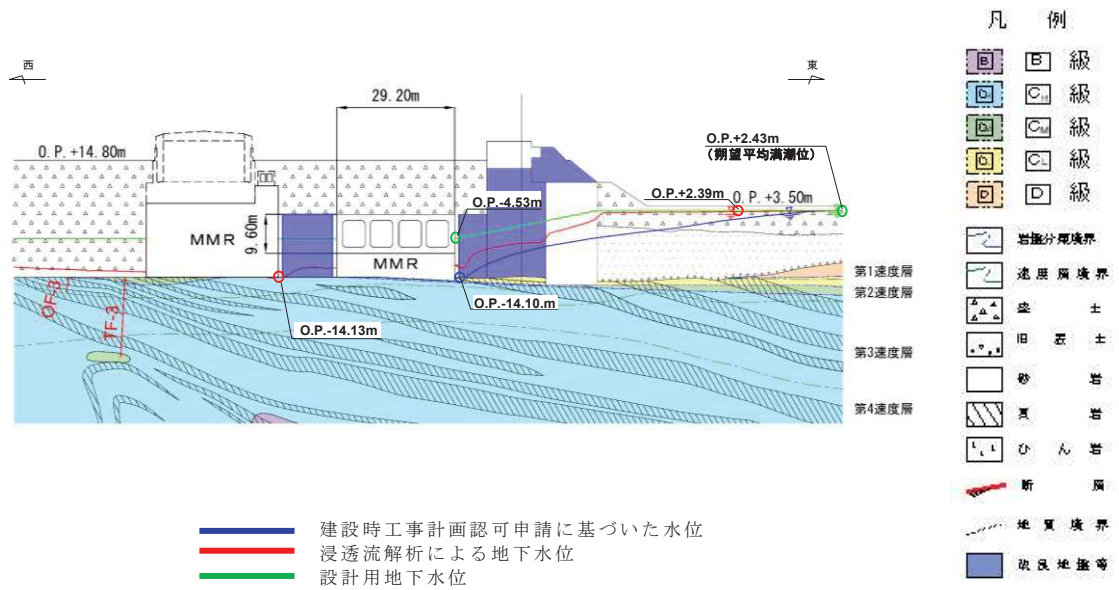 西
東
29.20m
O.P.+14.80m
O.P.+2.43m
(朔望平均満潮位)
O.P.+2.39m
O.P.+3.50m
O.P.-4.53m
9.60m
MMR
MMR
O.P.-14.10.m
O.P.-14.13m
OF-3
TF-3
第1速度層
第2速度層
第3速度層
第4速度層
凡 例
B B 級
CH CH 級
CM CM 級
CL CL 級
D D 級
岩盤分類境界
速度層境界
盛土
旧表土
砂岩
頁岩
ひん岩
断層
地質境界
改良地盤等
建設時工事計画認可申請に基づいた水位
浸透流解析による地下水位
設計用地下水位